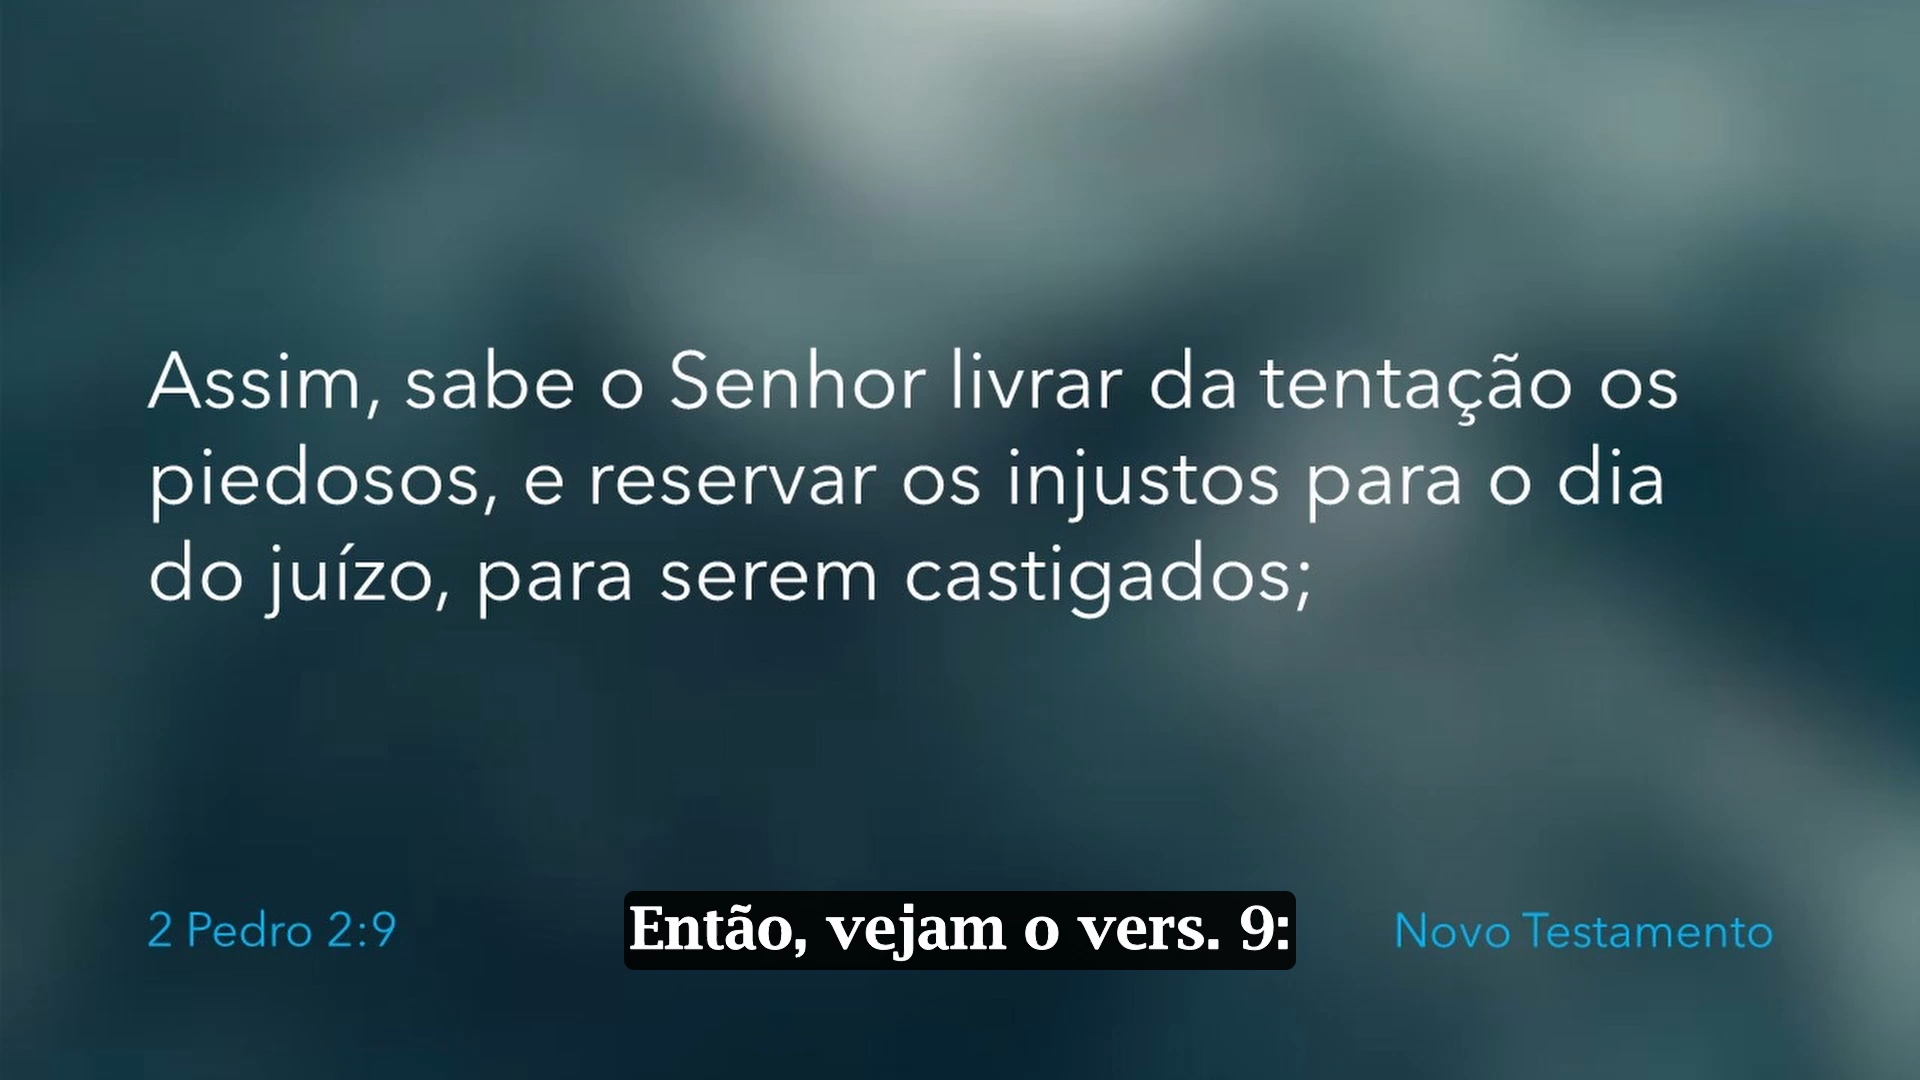 Assim, sabe o Senhor livrar da tentação os
piedosos, e reservar os injustos para o dia
do juízo, para serem castigados;
2 Pedro 2:9
Então, vejam o vers. 9:
Novo Testamento